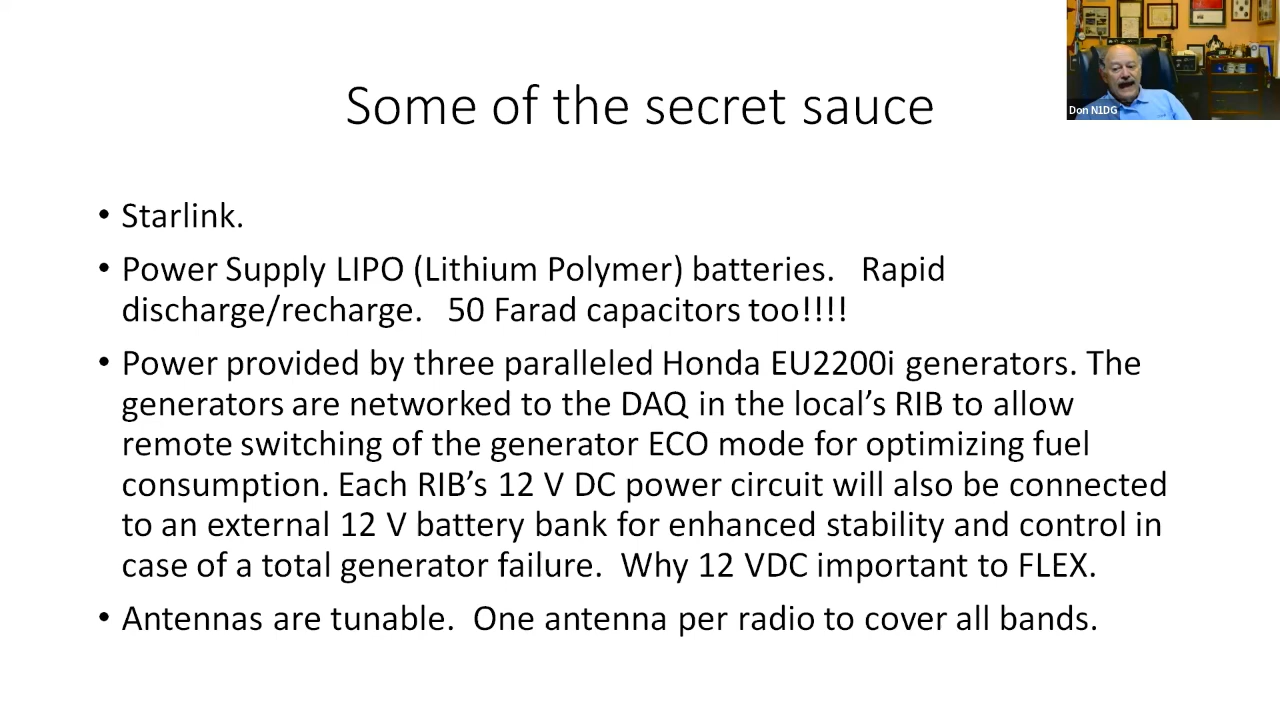 Don N1DG
Some of the secret sauce
• Starlink.
• Power Supply LIPO (Lithium Polymer) batteries.   Rapid
discharge/recharge.   50 Farad capacitors too!!!!
• Power provided by three paralleled Honda EU2200i generators. The
generators are networked to the DAQ in the local’s RIB to allow
remote switching of the generator ECO mode for optimizing fuel
consumption. Each RIB’s 12 V DC power circuit will also be connected
to an external 12 V battery bank for enhanced stability and control in
case of a total generator failure.  Why 12 VDC important to FLEX.
• Antennas are tunable.  One antenna per radio to cover all bands.